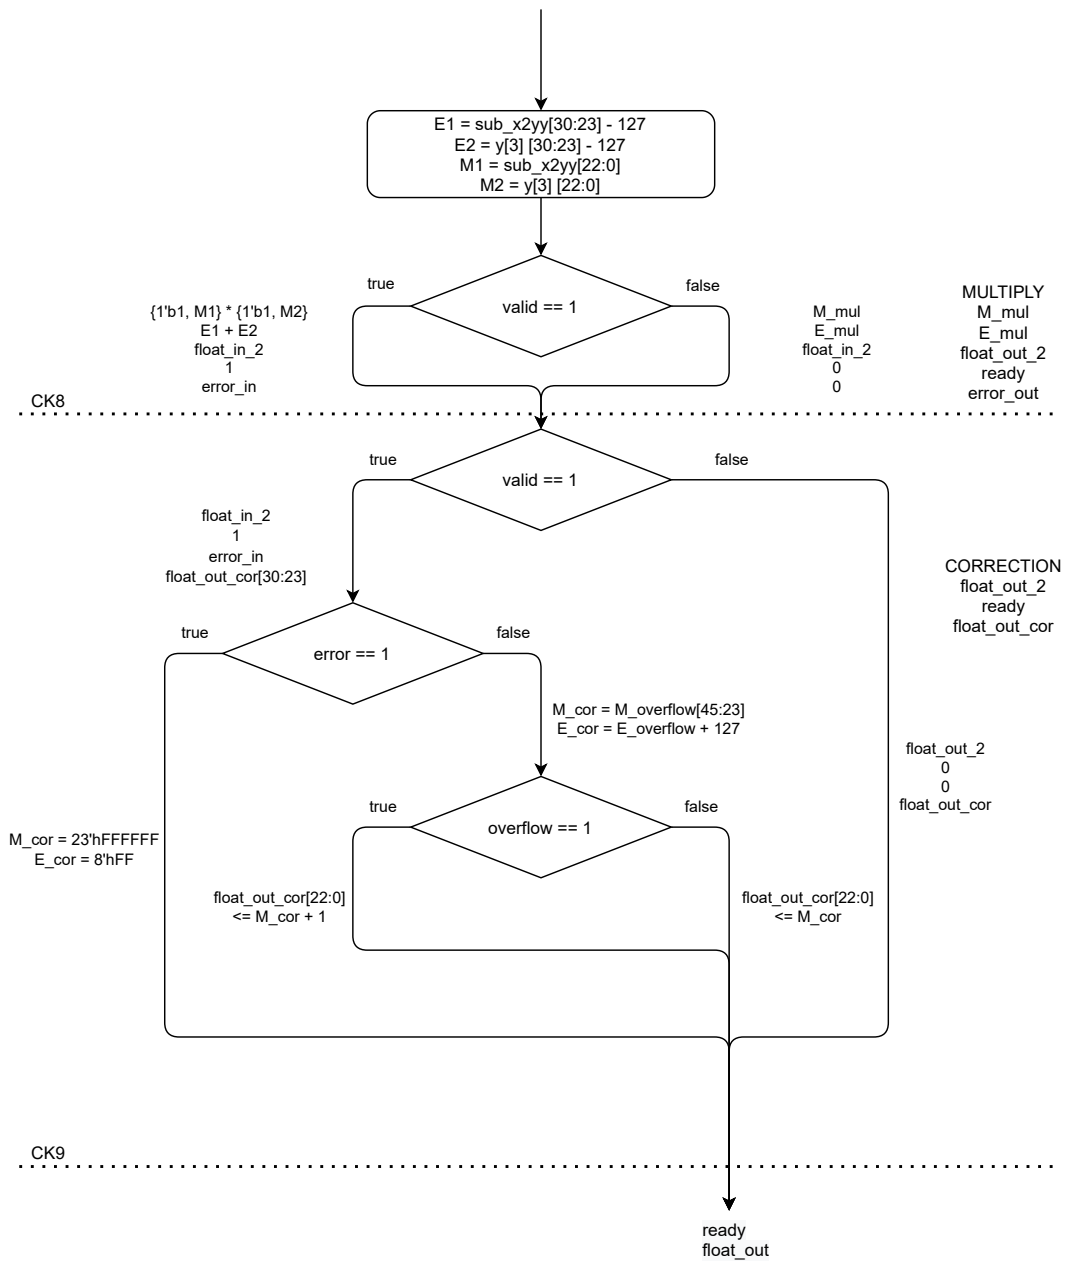 E1 = sub_x2yy[30:23] - 127
E2 = y[3] [30:23] - 127
M1 = sub_x2yy[22:0]
M2 = y[3] [22:0]
true
false
valid == 1
{1'b1, M1} * {1'b1, M2}
E1 + E2
float_in_2
1
error_in
M_mul
E_mul
float_in_2
0
0
MULTIPLY
M_mul
E_mul
float_out_2
ready
error_out
CK8
true
false
valid == 1
float_in_2
1
error_in
float_out_cor[30:23]
CORRECTION
float_out_2
ready
float_out_cor
true
false
error == 1
M_cor = M_overflow[45:23]
E_cor = E_overflow + 127
float_out_2
0
0
float_out_cor
true
false
overflow == 1
M_cor = 23'hFFFFFF
E_cor = 8'hFF
float_out_cor[22:0]
<= M_cor + 1
float_out_cor[22:0]
<= M_cor
CK9
ready
float_out